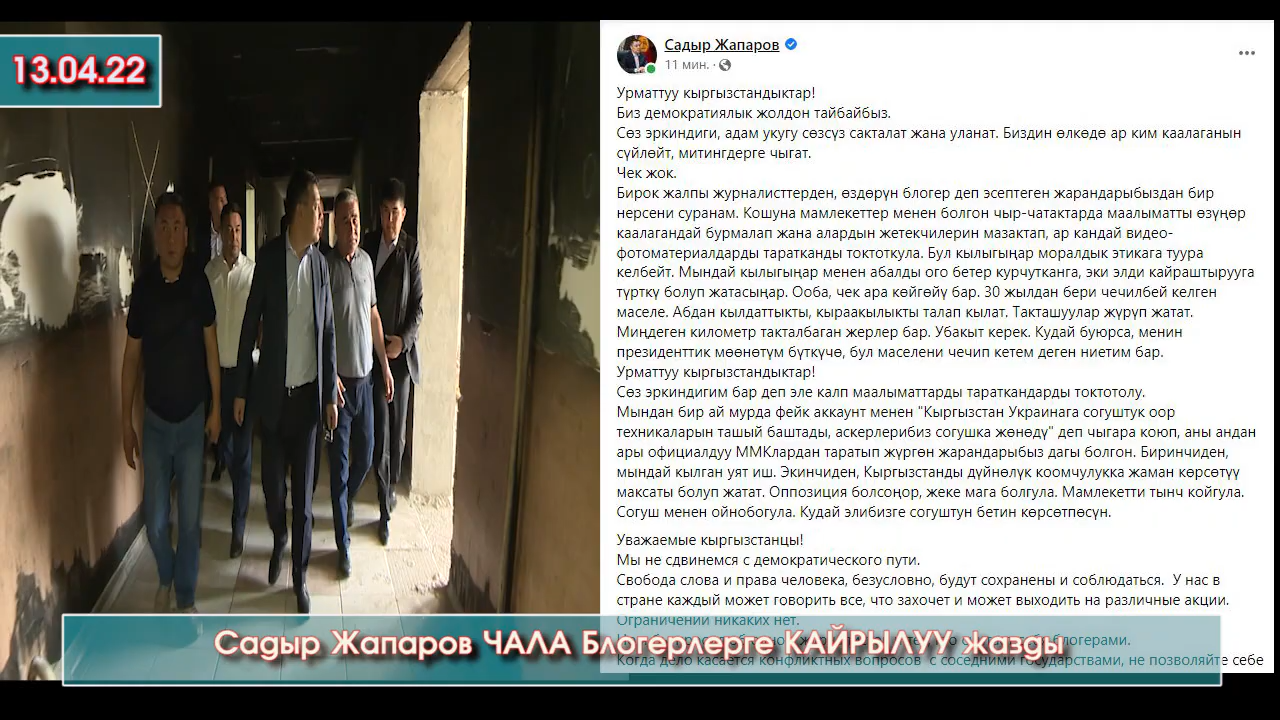 13.04.22
Садыр Жапаров
11 мин. ·
Урматтуу кыргызстандыктар!
Биз демократиялык жолдон тайбайбыз.
Сөз эркиндиги, адам укугу сөзсүз сакталат жана уланат. Биздин өлкөдө ар ким каалаганын
сүйлөйт, митингдерге чыгат.
Чек жок.
Бирок жалпы журналисттерден, өздөрүн блогер деп эсептеген жарандарыбыздан бир
нерсени суранам. Кошуна мамлекеттер менен болгон чыр-чатактарда маалыматты өзүңөр
каалагандай бурмалап жана алардын жетекчилерин мазактап, ар кандай видео-
фотоматериалдарды таратканды токтоткула. Бул кылыгыңар моралдык этикага туура
келбейт. Мындай кылыгыңар менен абалды ого бетер курчутканга, эки элди кайраштырууга
түрткү болуп жатасыңар. Ооба, чек ара көйгөйү бар. 30 жылдан бери чечилбей келген
маселе. Абдан кылдаттыкты, кыраакылыкты талап кылат. Такташуулар жүрүп жатат.
Миңдеген километр такталбаган жерлер бар. Убакыт керек. Кудай буюрса, менин
президенттик мөөнөтүм бүткүчө, бул маселени чечип кетем деген ниетим бар.
Урматтуу кыргызстандыктар!
Сөз эркиндигим бар деп эле калп маалыматтарды тараткандарды токтотолу.
Мындан бир ай мурда фейк аккаунт менен "Кыргызстан Украинага согуштук оор
техникаларын ташый баштады, аскерлерибиз согушка жөнөдү" деп чыгара коюп, аны андан
ары официалдуу ММКлардан таратып жүргөн жарандарыбыз дагы болгон. Биринчиден,
мындай кылган уят иш. Экинчиден, Кыргызстанды дүйнөлүк коомчулукка жаман көрсөтүү
максаты болуп жатат. Оппозиция болсоңор, жеке мага болгула. Мамлекетти тынч койгула.
Согуш менен ойнобогула. Кудай элибизге согуштун бетин көрсөтпөсүн.
Уважаемые кыргызстанцы!
Мы не сдвинемся с демократического пути.
Свобода слова и права человека, безусловно, будут сохранены и соблюдаться. У нас в
стране каждый может говорить все, что захочет и может выходить на различные акции.
Ограничений никаких нет.
блогерами.
Когда дело касается конфликтных вопросов с соседними государствами, не позволяйте себе
Садыр Жапаров ЧАЛА Блогерлерге КАЙРЫЛУУ жазды